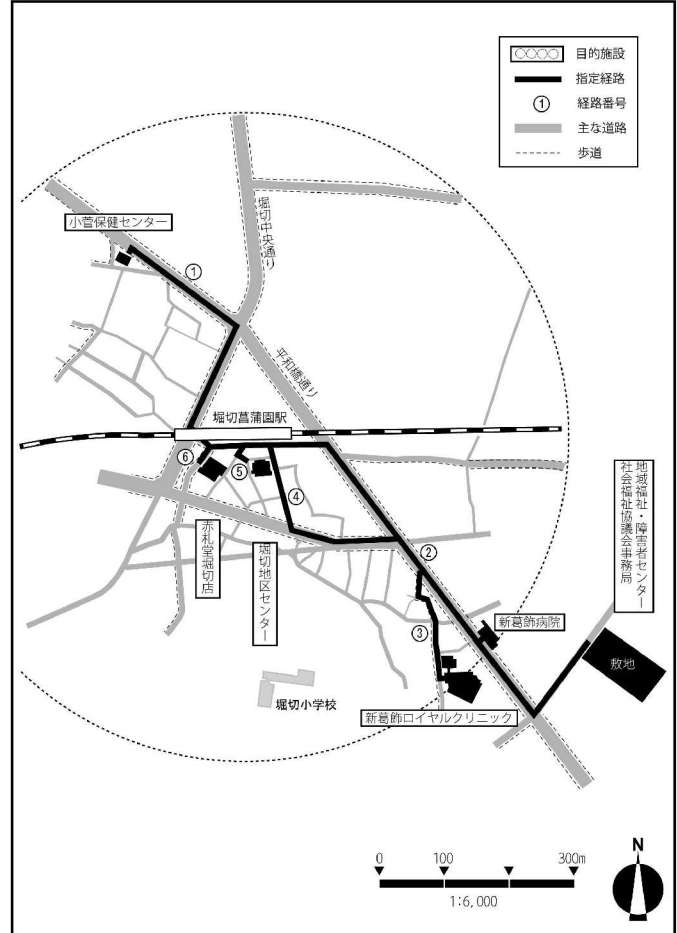 目的施設
指定経路
① 経路番号
主な道路
歩道
小菅保健センター
①
堀切中央通り
平和橋通り
堀切菖蒲園駅
⑥
⑤
④
②
③
赤札堂堀切店
堀切地区センター
地域福祉・障害者センター
社会福祉協議会事務局
新葛飾病院
敷地
堀切小学校
新葛飾ロイヤルクリニック
0 100 300m
1:6,000
N